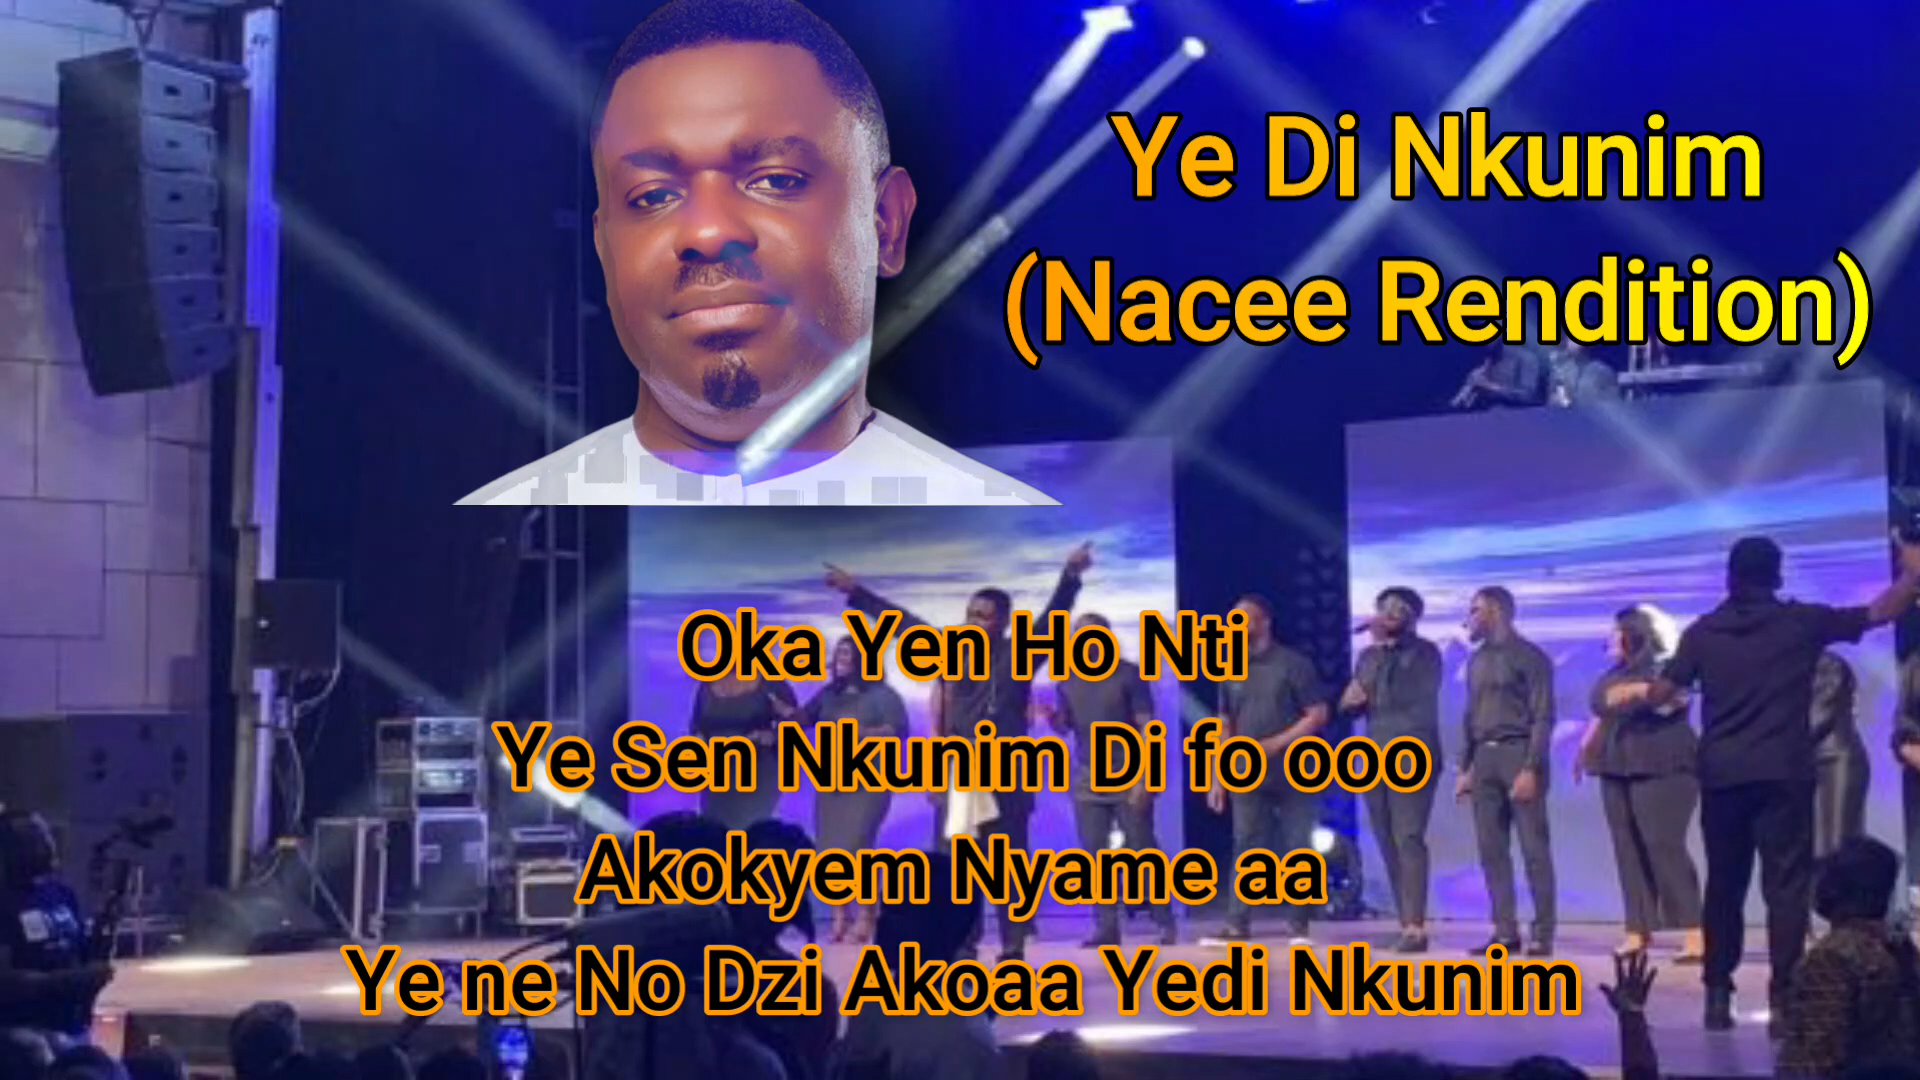 Ye Di Nkunim
(Nacee Rendition)
Oka Yen Ho Nti
Ye Sen Nkunim Di fo ooo
Akokyem Nyame aa
Ye ne No Dzi Akoaa Yedi Nkunim